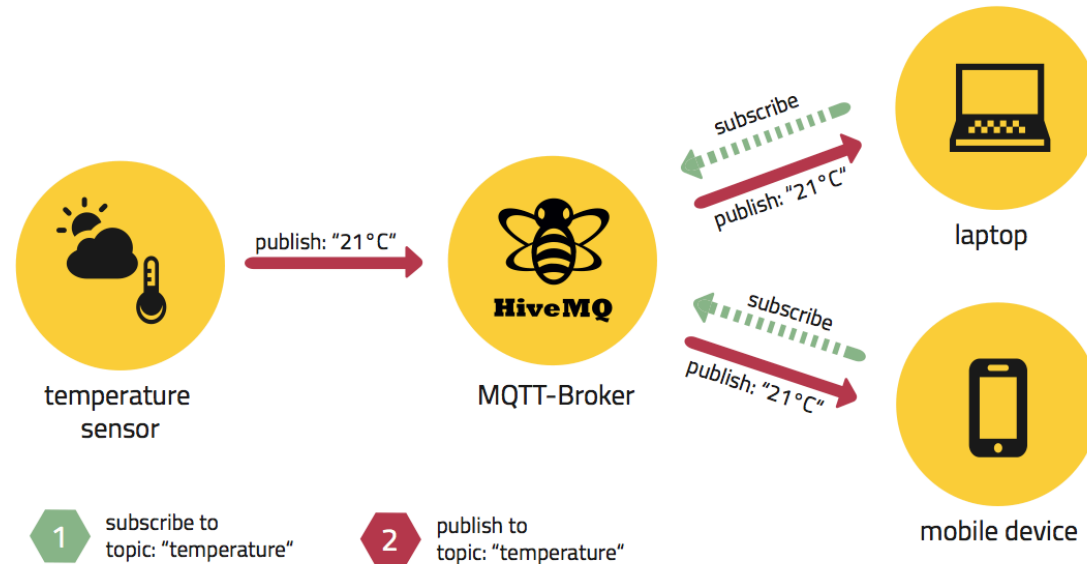 subscribe
publish: “21°C“
laptop
publish: “21°C“
HiveMQ
temperature
sensor
MQTT-Broker
subscribe
publish: “21°C“
mobile device
1
subscribe to
topic: “temperature“
2
publish to
topic: “temperature“